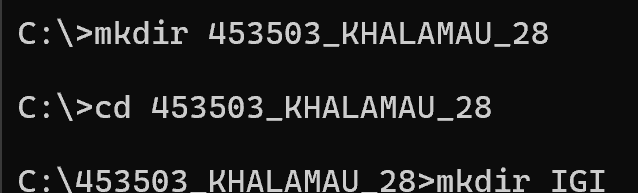 C:\>mkdir 453503_KHALAMAU_28
C:\>cd 453503_KHALAMAU_28
C:\453503_KHALAMAU_28>mkdir IGI